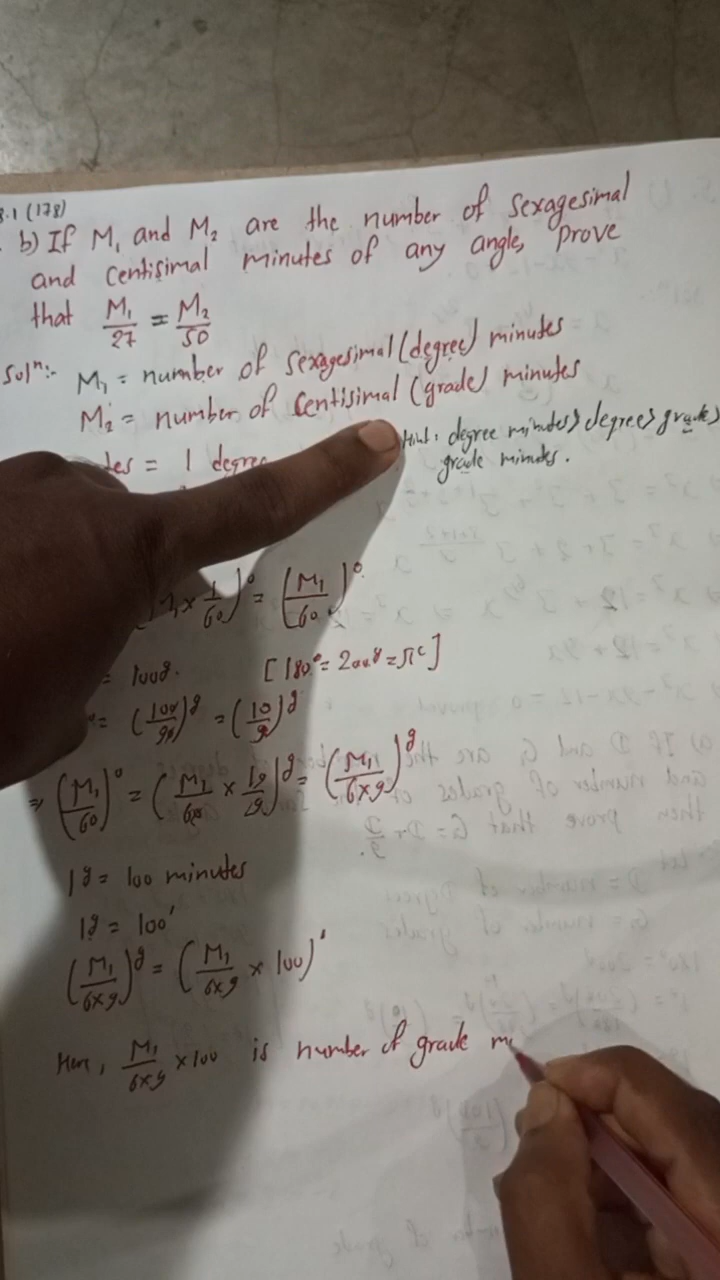 8.1 (178)
b) If M₁ and M₂ are the number of sexagesimal
and centisimal minutes of any angle, prove
that M₁/27 = M₂/50
Solⁿ:- M₁ = number of sexagesimal (degree) minutes
M₂ = number of centisimal (grade) minutes
Hint: degree minutes> degree> grade>
grade minutes.
= 1 degree
× 1/60)° = (M₁/60)°
= 100g. [180° = 200g = πc]
= (100/90)g = (10/9)g
⇒ (M₁/60)° = (M₁/60 × 10/9)g = (M₁/6×9)g
1g = 100 minutes
1g = 100'
(M₁/6×9)g = (M₁/6×9 × 100)'
Here, M₁/6×9 × 100 is number of grade m